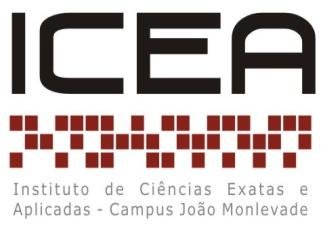 ICEA
Instituto de Ciências Exatas e
Aplicadas - Campus João Monlevade